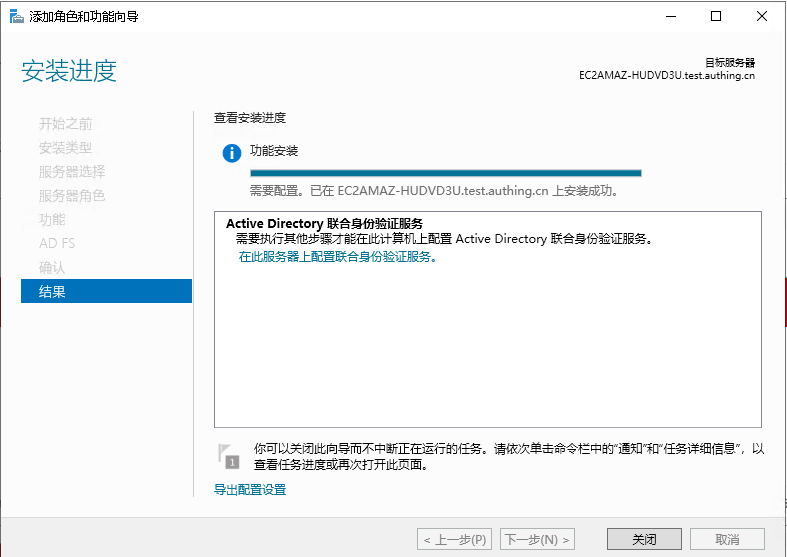 添加角色和功能向导
安装进度
目标服务器
EC2AMAZ-HUDVD3U.test.authing.cn
开始之前
安装类型
服务器选择
服务器角色
功能
AD FS
确认
结果
查看安装进度
功能安装
需要配置。已在 EC2AMAZ-HUDVD3U.test.authing.cn 上安装成功。
Active Directory 联合身份验证服务
需要执行其他步骤才能在此计算机上配置 Active Directory 联合身份验证服务。
在此服务器上配置联合身份验证服务。
1
你可以关闭此向导而不中断正在运行的任务。请依次单击命令栏中的“通知”和“任务详细信息”，以
查看任务进度或再次打开此页面。
导出配置设置
< 上一步(P)
下一步(N) >
关闭
取消